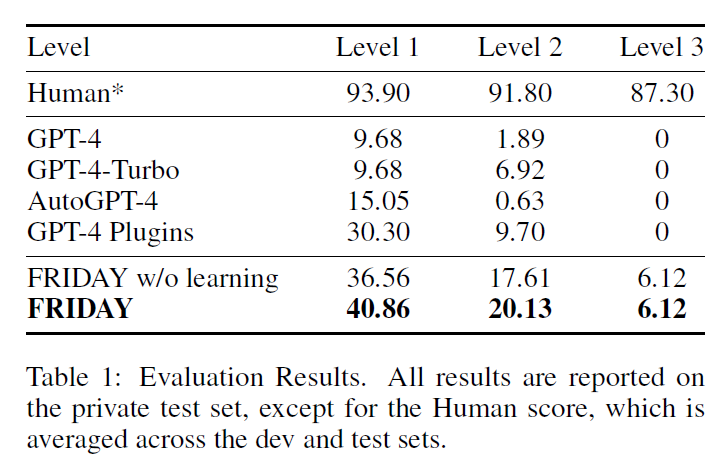 Level Level 1 Level 2 Level 3
Human* 93.90 91.80 87.30
GPT-4 9.68 1.89 0
GPT-4-Turbo 9.68 6.92 0
AutoGPT-4 15.05 0.63 0
GPT-4 Plugins 30.30 9.70 0
FRIDAY w/o learning 36.56 17.61 6.12
FRIDAY 40.86 20.13 6.12
Table 1: Evaluation Results. All results are reported on
the private test set, except for the Human score, which is
averaged across the dev and test sets.